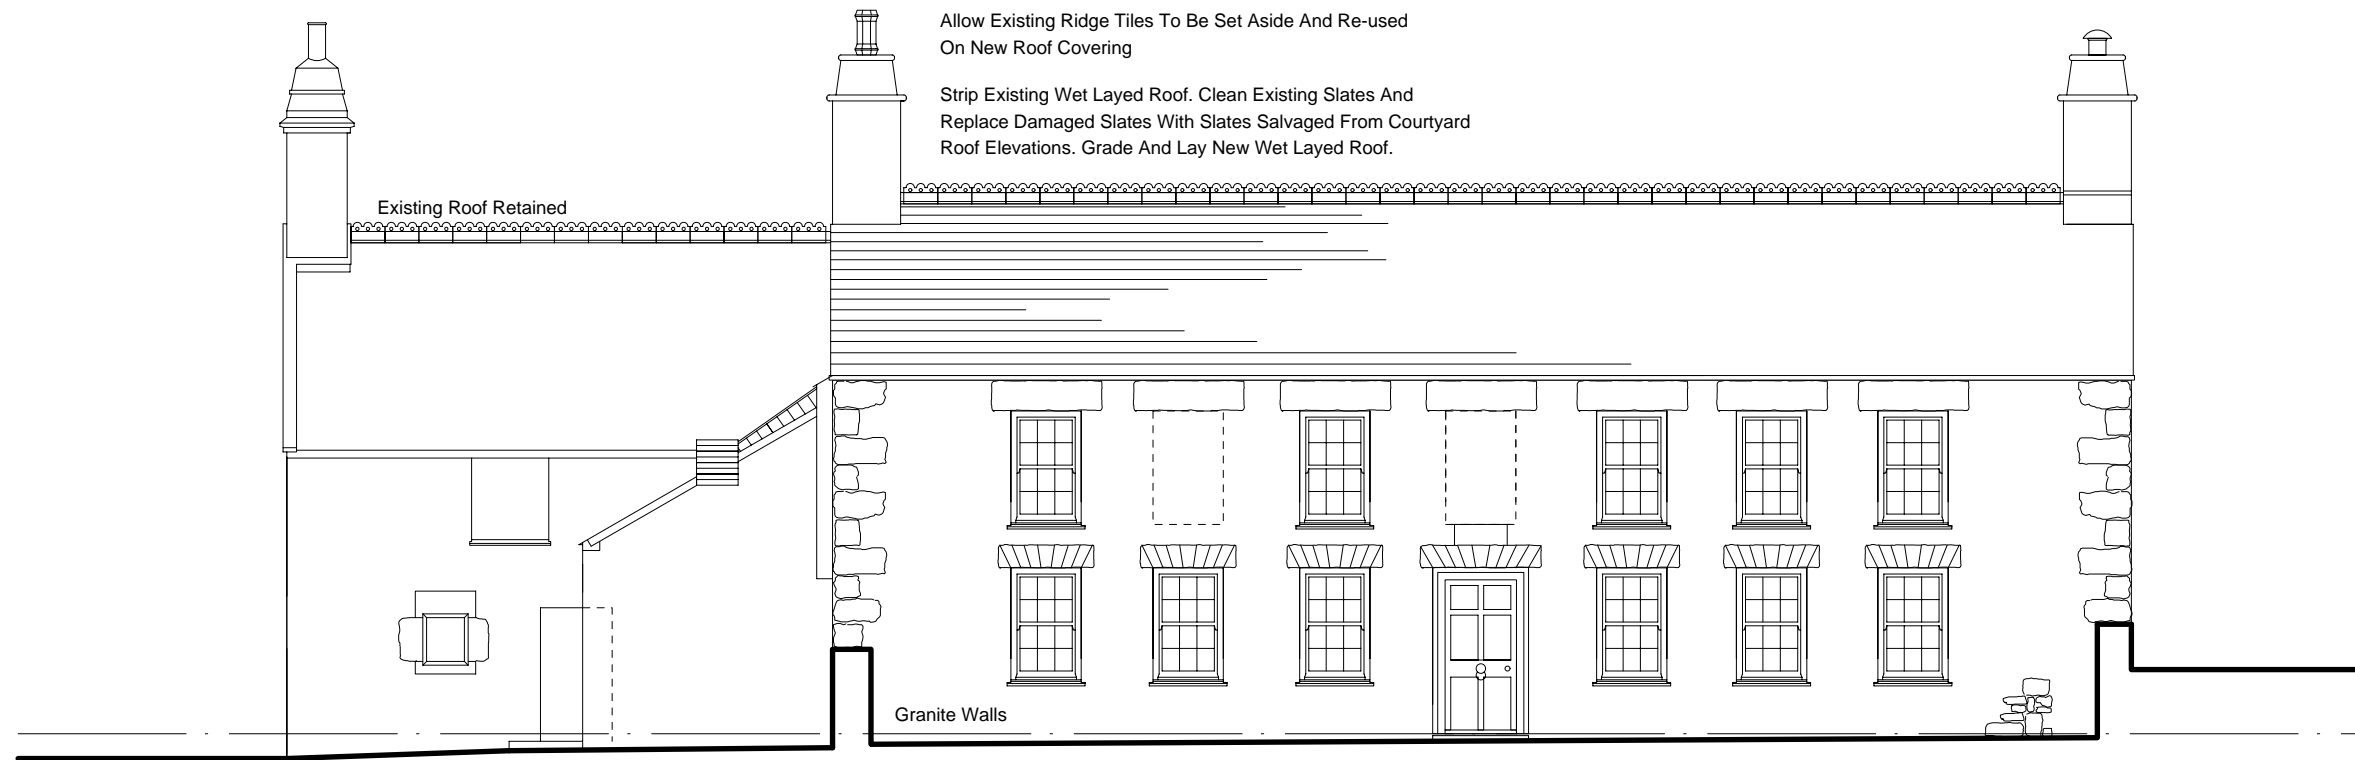 Allow Existing Ridge Tiles To Be Set Aside And Re-used
On New Roof Covering
Strip Existing Wet Layed Roof. Clean Existing Slates And
Replace Damaged Slates With Slates Salvaged From Courtyard
Roof Elevations. Grade And Lay New Wet Layed Roof.
Existing Roof Retained
Granite Walls